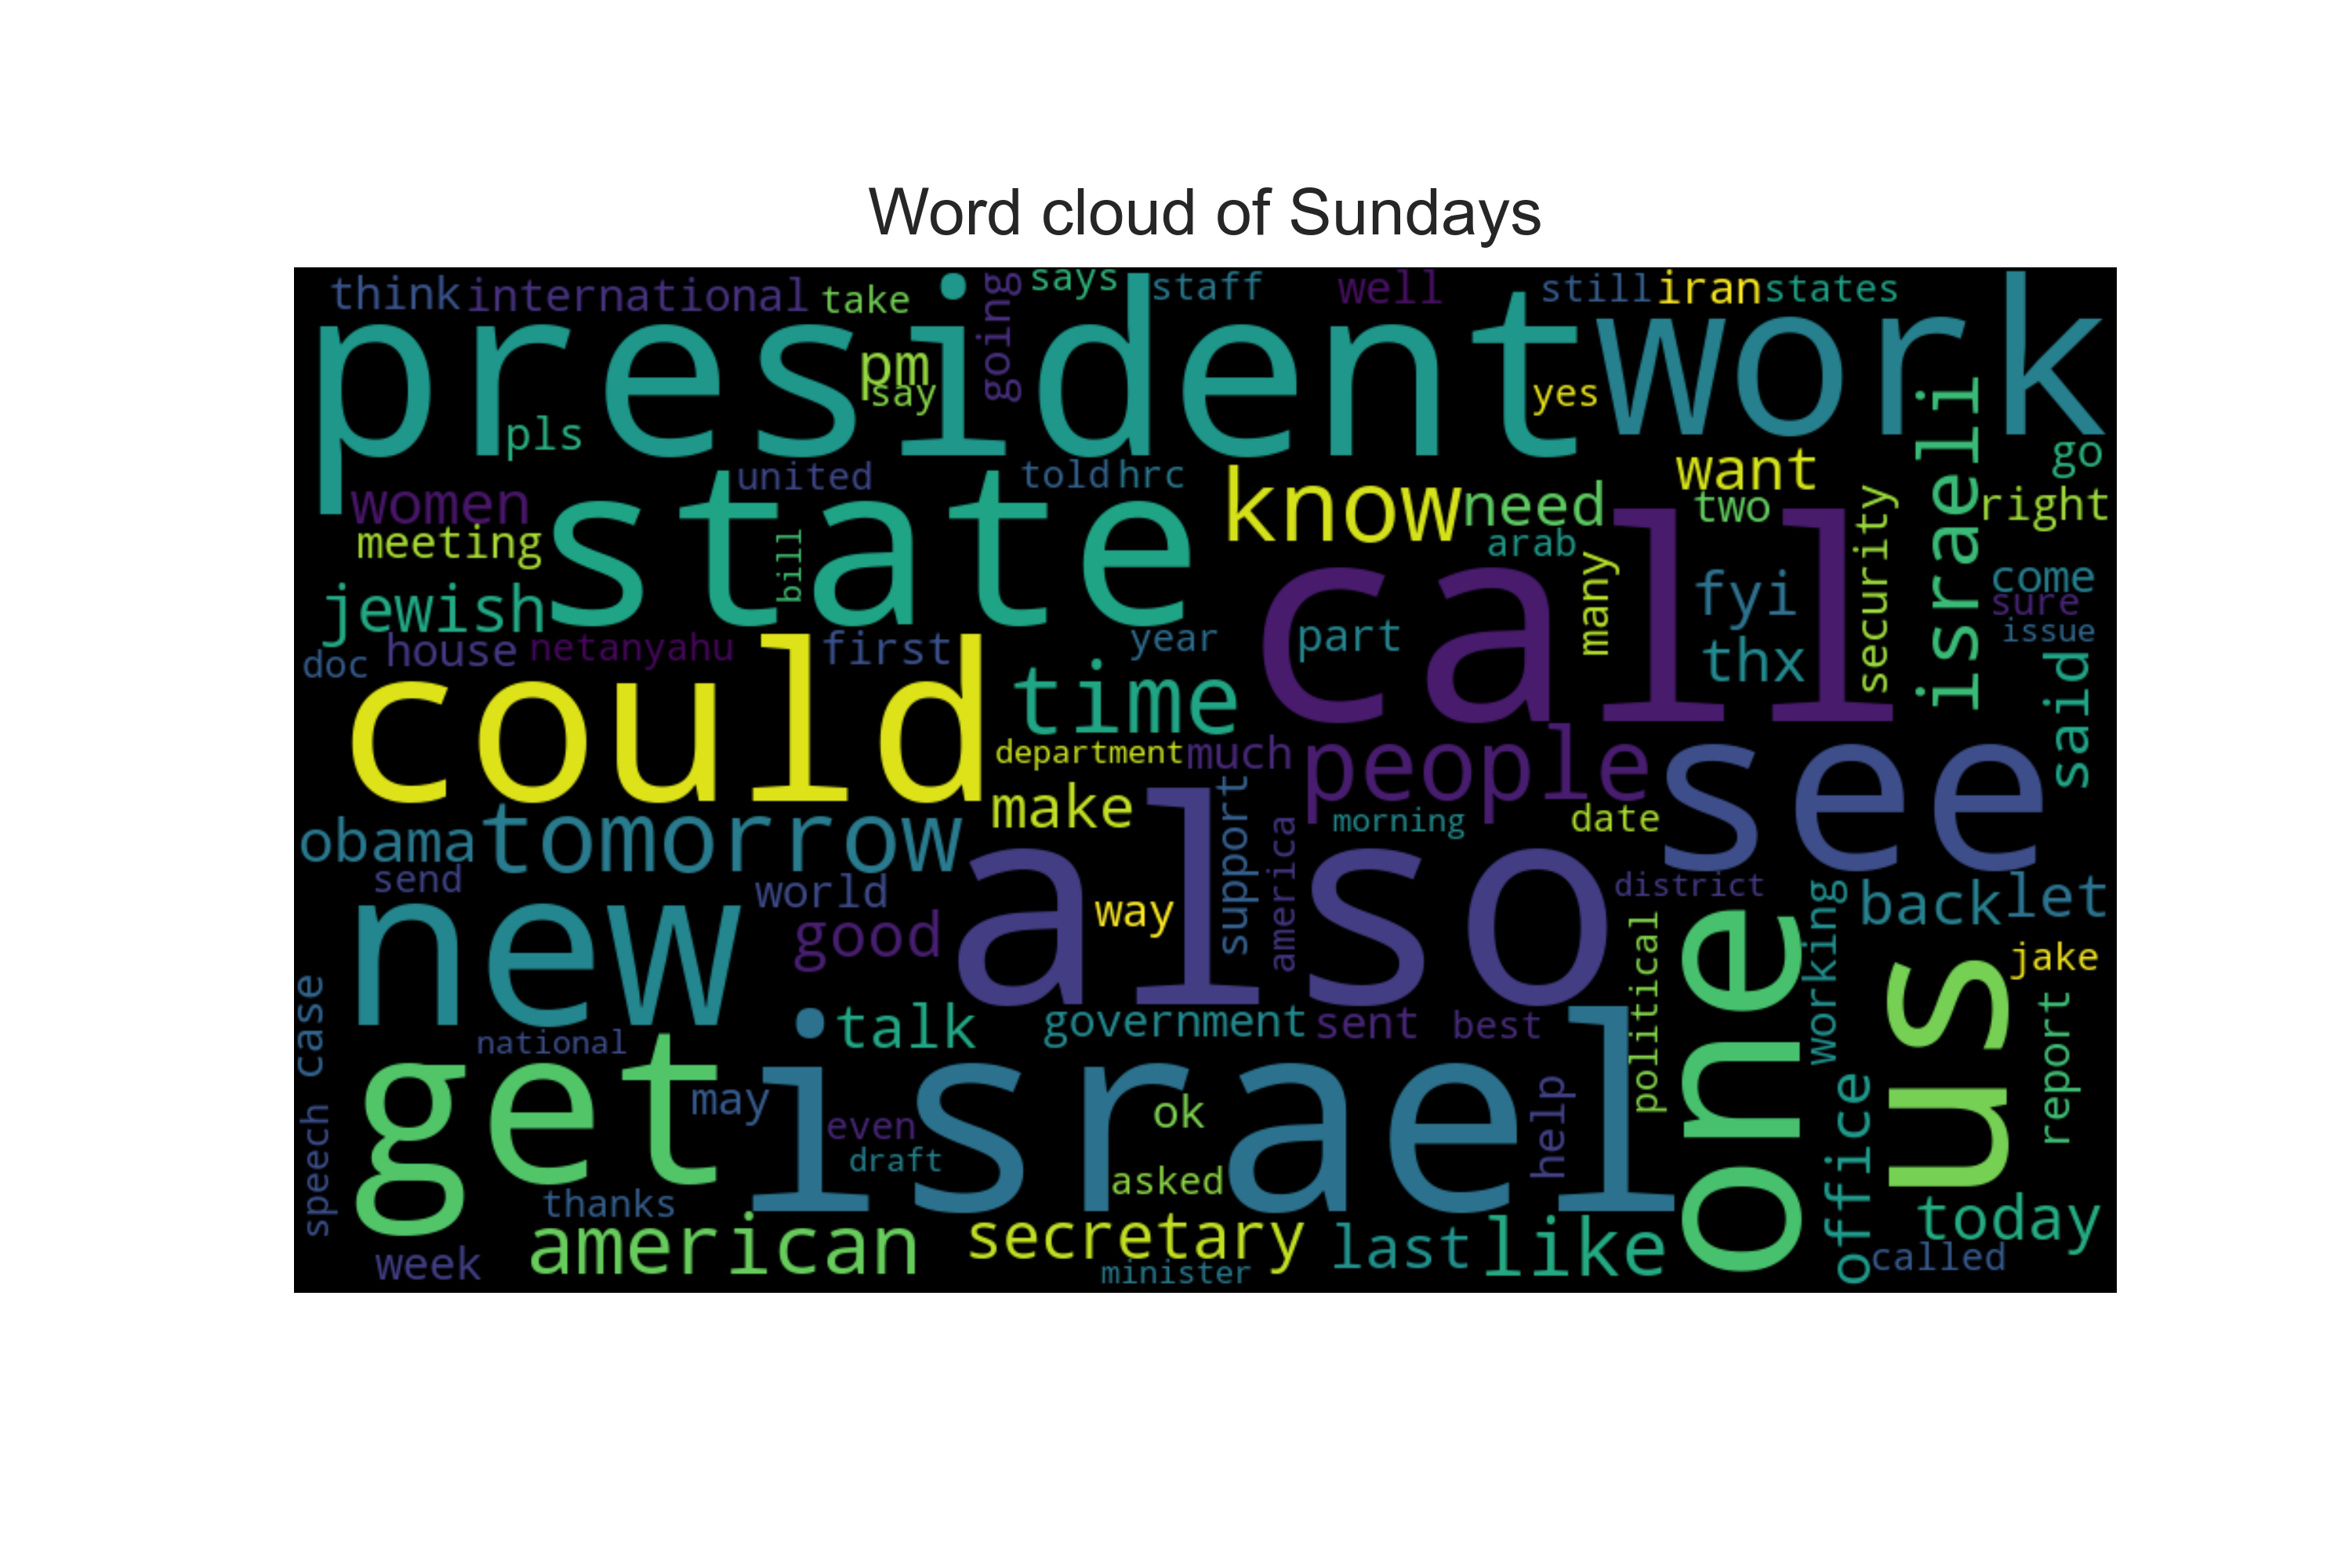 Word cloud of Sundays
think international take says staff well still iran states
going
president work
pm
say
yes
pls
israeli
go
united told hrc
want
women
know need two right
meeting
state
bill
arab
many
security
call
fyi
come
sure
issue
jewish
doc house netanyahu first year part
thx
said
could
time
department much people
see
make
support
america
morning date
obama tomorrow
send
world
also
district
new
good
way
political
one
working
back let
us
jake
report
case
national
talk government sent best
get
may
israel
even
draft
ok
asked
help
office
speech
thanks
week american secretary
minister
last like
today
called